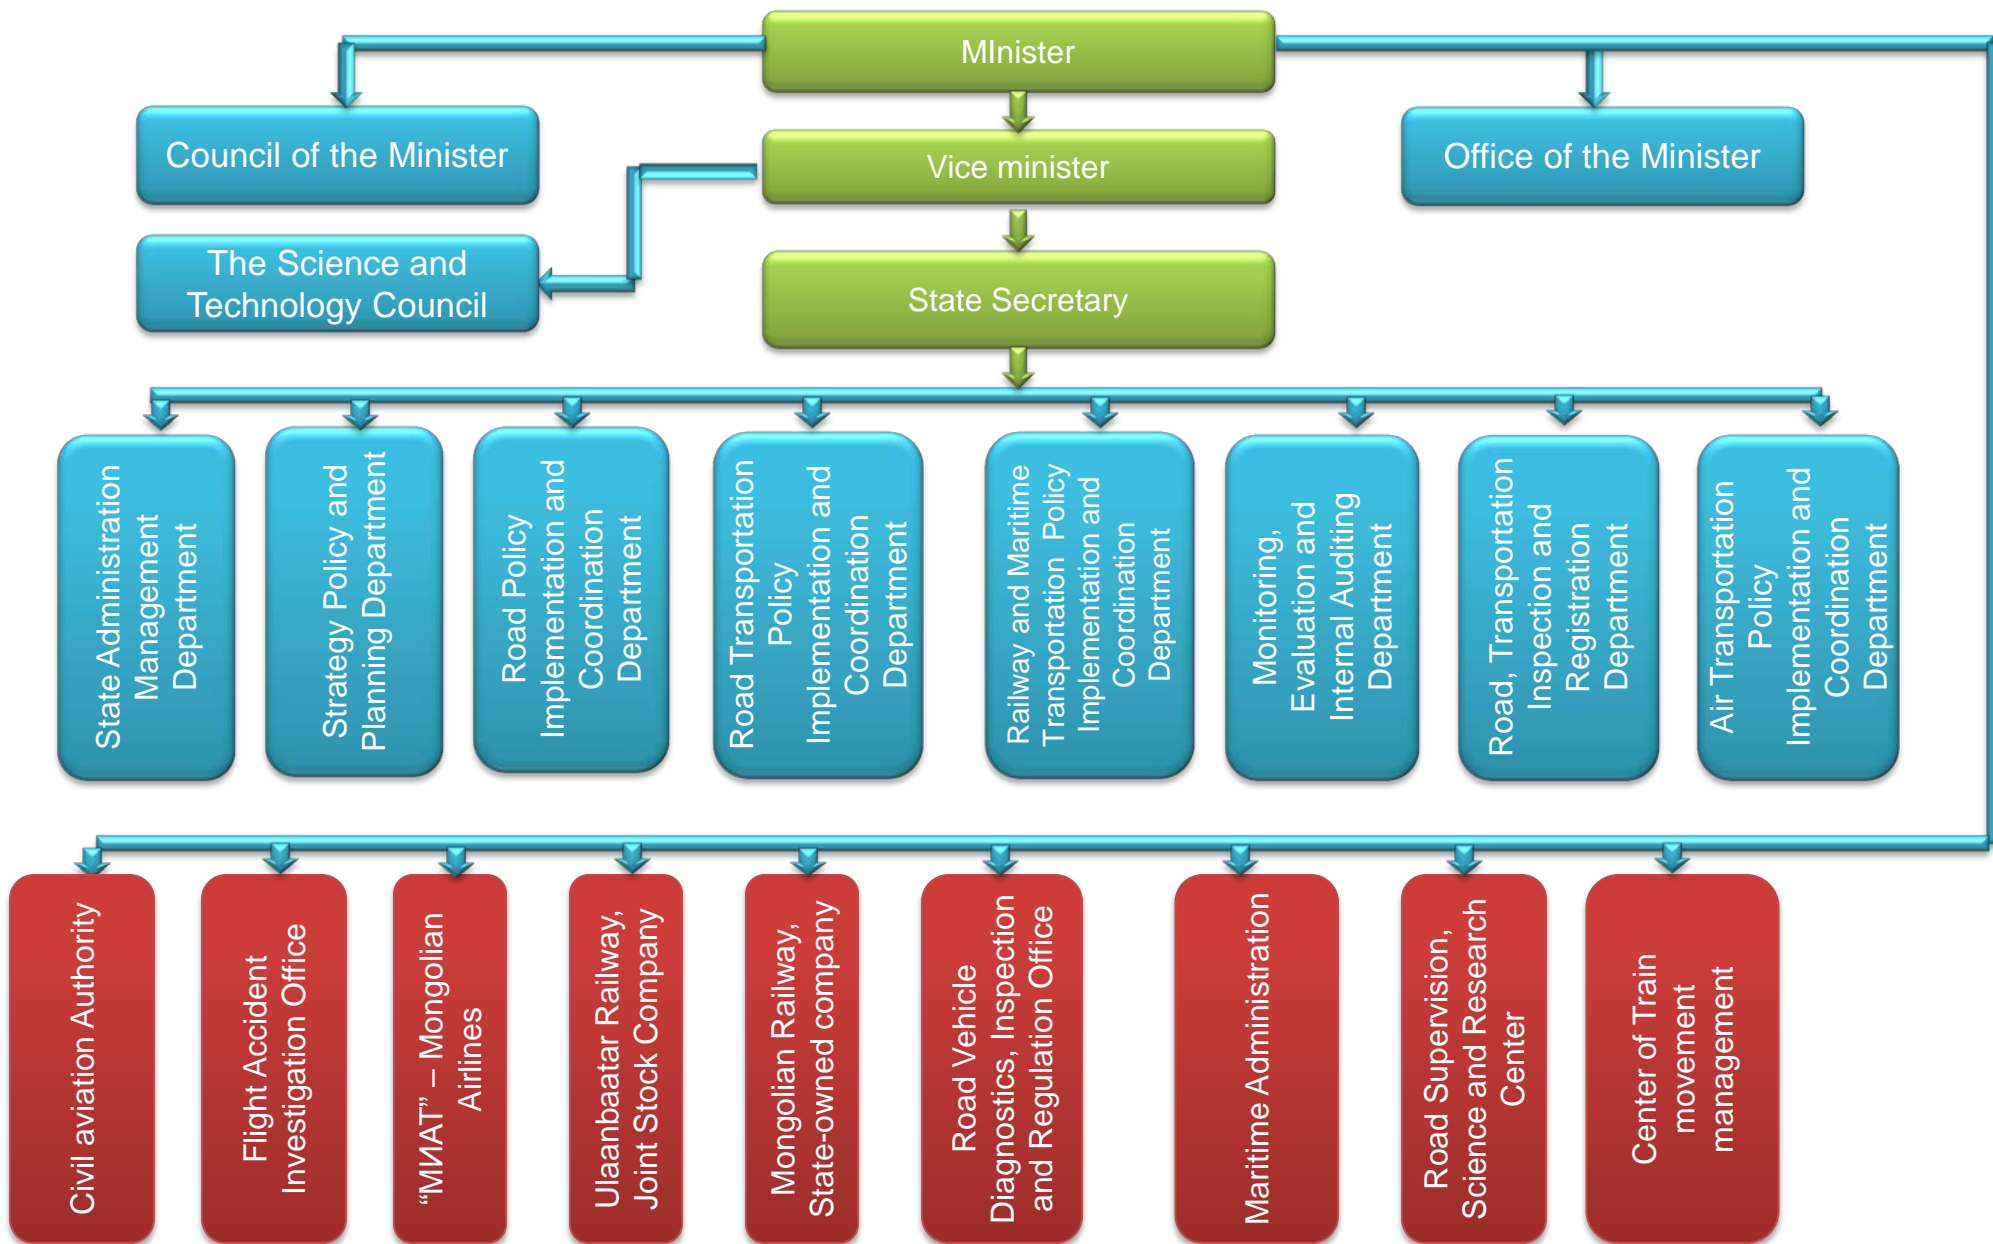 MInister
Council of the Minister
Vice minister
Office of the Minister
The Science and
Technology Council
State Secretary
State Administration
Management
Department
Strategy Policy and
Planning Department
Road Policy
Implementation and
Coordination
Department
Road Transportation
Policy
Implementation and
Coordination
Department
Railway and Maritime
Transportation Policy
Implementation and
Coordination
Department
Monitoring,
Evaluation and
Internal Auditing
Department
Road, Transportation
Inspection and
Registration
Department
Air Transportation
Policy
Implementation and
Coordination
Department
Civil aviation Authority
Flight Accident
Investigation Office
“МИАТ” – Mongolian
Airlines
Ulaanbaatar Railway,
Joint Stock Company
Mongolian Railway,
State-owned company
Road Vehicle
Diagnostics, Inspection
and Regulation Office
Maritime Administration
Road Supervision,
Science and Research
Center
Center of Train
movement
management